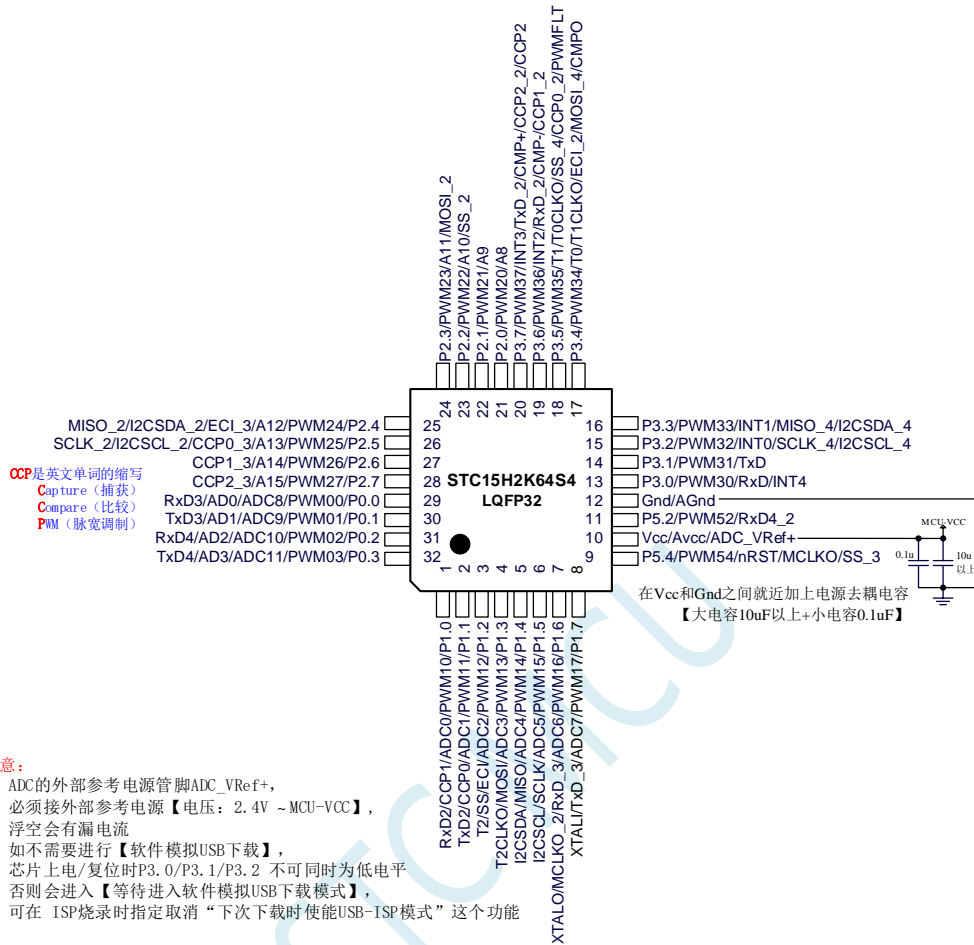 P2.3/PWM23/A11/MOSI_2
P2.2/PWM22/A10/SS_2
P2.1/PWM21/A9
P2.0/PWM20/A8
P3.7/PWM37/INT3/TxD_2/CMP+/CCP2_2/CCP2
P3.6/PWM36/INT2/RxD_2/CMP-/CCP1_2
P3.5/PWM35/T1/T0CLKO/SS_4/CCP0_2/PWMFLT
P3.4/PWM34/T0/T1CLKO/ECI_2/MOSI_4/CMPO
24
23
22
21
20
19
18
17
MISO_2/I2CSDA_2/ECI_3/A12/PWM24/P2.4
SCLK_2/I2CSCL_2/CCP0_3/A13/PWM25/P2.5
CCP1_3/A14/PWM26/P2.6
CCP2_3/A15/PWM27/P2.7
RxD3/AD0/ADC8/PWM00/P0.0
TxD3/AD1/ADC9/PWM01/P0.1
RxD4/AD2/ADC10/PWM02/P0.2
TxD4/AD3/ADC11/PWM03/P0.3
25
26
27
28
29
30
31
32
STC15H2K64S4
LQFP32
16
15
14
13
12
11
10
9
P3.3/PWM33/INT1/MISO_4/I2CSDA_4
P3.2/PWM32/INT0/SCLK_4/I2CSCL_4
P3.1/PWM31/TxD
P3.0/PWM30/RxD/INT4
Gnd/AGnd
P5.2/PWM52/RxD4_2
Vcc/Avcc/ADC_VRef+
P5.4/PWM54/nRST/MCLKO/SS_3
MCU-VCC
0.1u
10u
以上
CCP是英文单词的缩写
Capture（捕获）
Compare（比较）
PWM（脉宽调制）
在Vcc和Gnd之间就近加上电源去耦电容
【大电容10uF以上+小电容0.1uF】
1
2
3
4
5
6
7
8
RxD2/CCP1/ADC0/PWM10/P1.0
TxD2/CCP0/ADC1/PWM11/P1.1
T2/SS/ECI/ADC2/PWM12/P1.2
T2CLKO/MOSI/ADC3/PWM13/P1.3
I2CSDA/MISO/ADC4/PWM14/P1.4
I2CSCL/SCLK/ADC5/PWM15/P1.5
XTALO/MCLKO_2/RxD_3/ADC6/PWM16/P1.6
XTALI/TxD_3/ADC7/PWM17/P1.7
意：
ADC的外部参考电源管脚ADC_VRef+，
必须接外部参考电源【电压：2.4V ~MCU-VCC】，
浮空会有漏电流
如不需要进行【软件模拟USB下载】，
芯片上电/复位时P3.0/P3.1/P3.2 不可同时为低电平
否则会进入【等待进入软件模拟USB下载模式】，
可在 ISP烧录时指定取消“下次下载时使能USB-ISP模式”这个功能
STCMCU